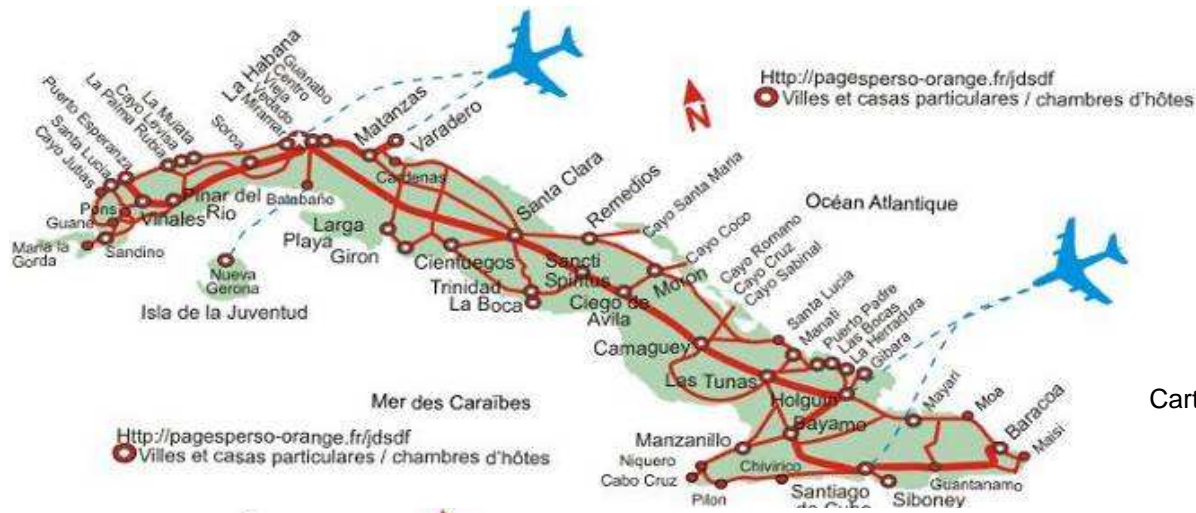 Guanabo
Centro
Vieja
Vedado
Miramar
La Habana
Matanzas
Varadero
La Mulata
Cayo Levisa
Rubia
La Palma
Puerto Esperanza
Santa Lucia
Cayo Jutias
Soroa
Cardenas
Http://pagesperso-orange.fr/jdsdf
Villes et casas particulares / chambres d'hôtes
N
Pons
Guane
Vinales
Pinar del
Rio
Batabaño
Maria la
Gorda
Sandino
Nueva
Gerona
Isla de la Juventud
Larga
Playa
Giron
Cienfuegos
Trinidad
La Boca
Santa Clara
Remedios
Cayo Santa Maria
Océan Atlantique
Sancti
Spiritus
Ciego de
Avila
Moron
Cayo Coco
Cayo Romano
Cayo Cruz
Cayo Sabinal
Camaguey
Santa Lucia
Manati
Puerto Padre
Las Bocas
La Herradura
Gibara
Las Tunas
Holguin
Mayari
Moa
Baracoa
Maisi
Mer des Caraïbes
Bayamo
Manzanillo
Niquero
Cabo Cruz
Pilon
Chivirico
Santiago
de Cuba
Siboney
Guantanamo
Http://pagesperso-orange.fr/jdsdf
Villes et casas particulares / chambres d'hôtes
Cart